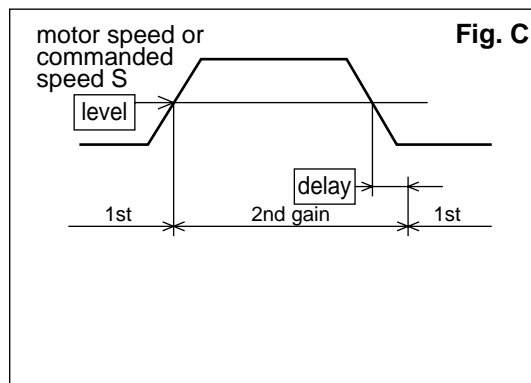 motor speed or
commanded
speed S
Fig. C
level
delay
1st
2nd gain
1st